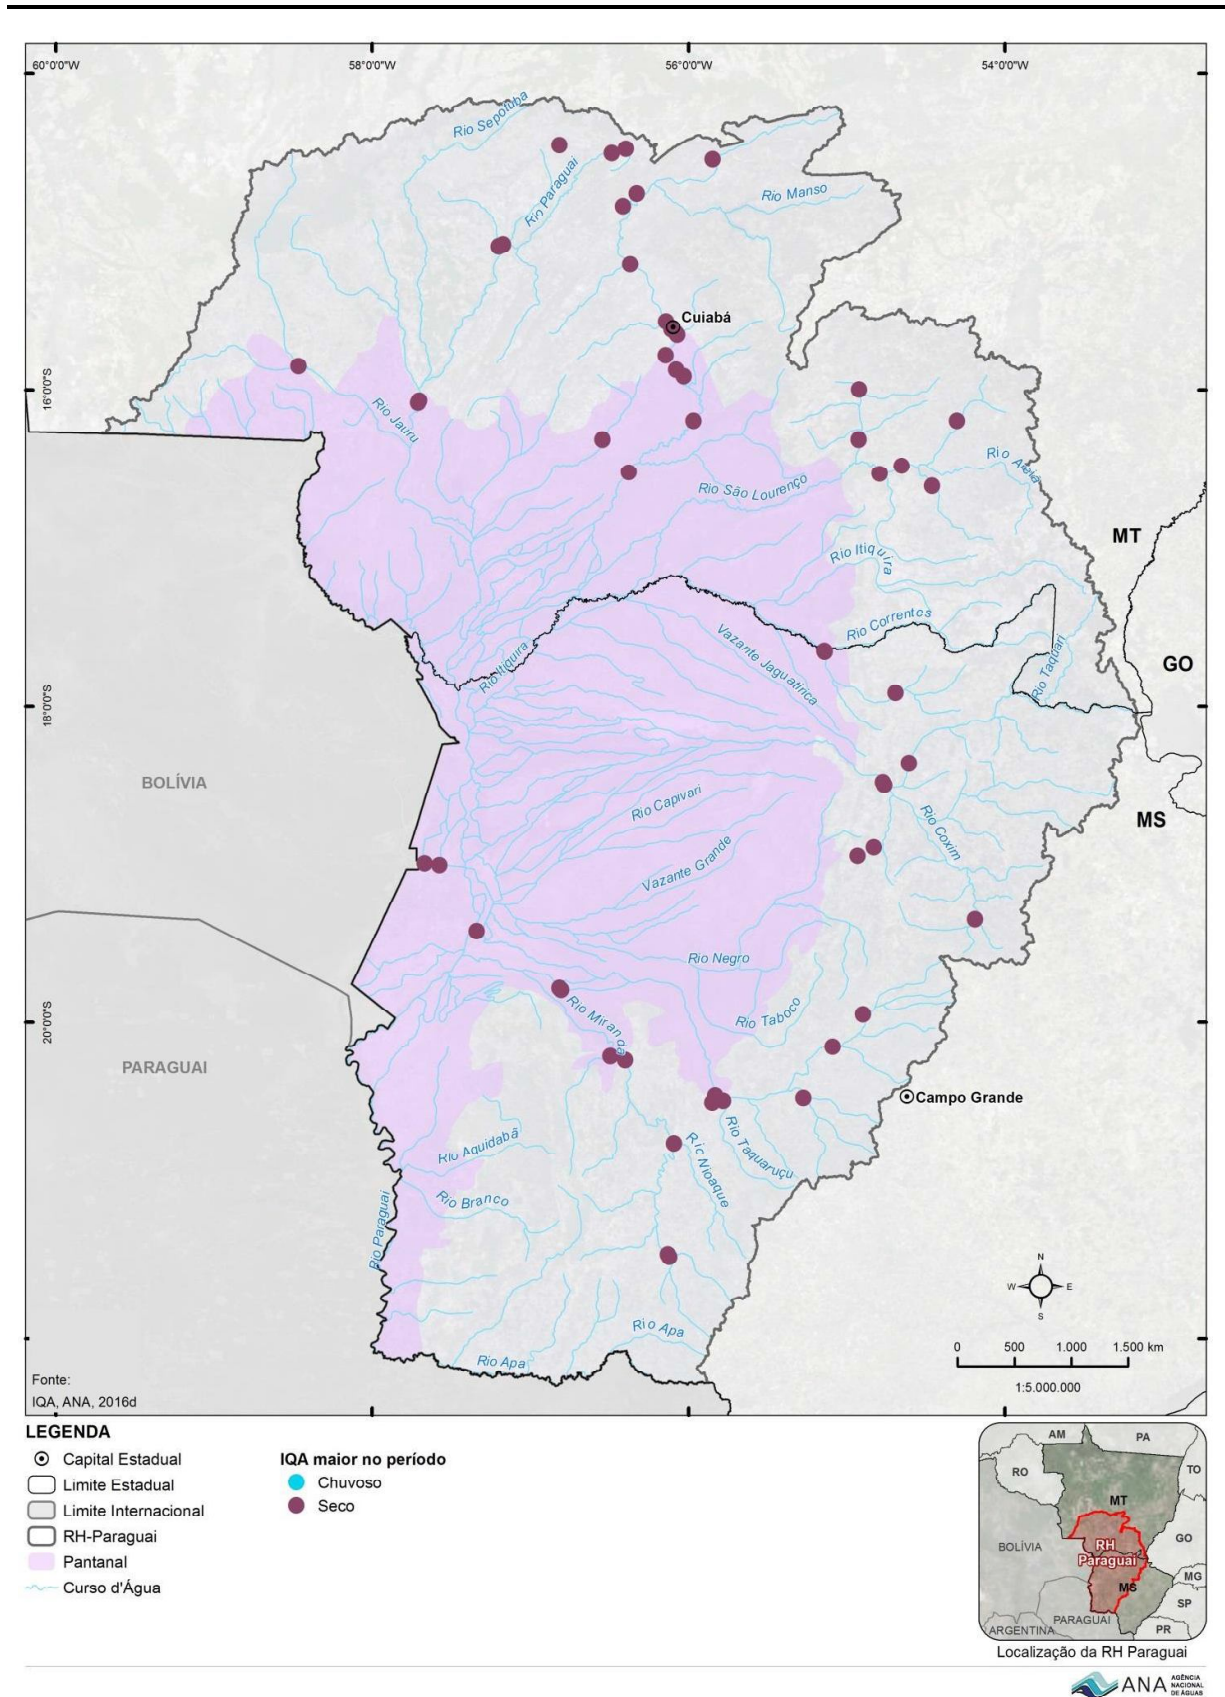 60°0'0"W
58°0'0"W
56°0'0"W
54°0'0"W
Rio Sepotuba
Rio Paraguai
Rio Manso
Cuiabá
16°0'0"S
Rio Jauru
Rio São Lourenço
Rio Areia
MT
Rio Itiquira
Rio Correntes
Vazante Jaguatirica
Rio Itiquira
Rio Taquari
GO
18°0'0"S
BOLÍVIA
Rio Capivari
Rio Coxim
MS
Vazante Grande
Rio Negro
Rio Miranda
Rio Taboco
20°0'0"S
PARAGUAI
Campo Grande
Rio Aquidabã
Rio Nioaque
Rio Taquaruçu
Rio Branco
Rio Paraguai
N
W
E
S
Rio Apa
Rio Apa
0 500 1.000 1.500 km
1:5.000.000
Fonte:
IQA, ANA, 2016d
LEGENDA
Capital Estadual
Limite Estadual
Limite Internacional
RH-Paraguai
Pantanal
Curso d'Água
IQA maior no período
Chuvoso
Seco
AM
PA
RO
TO
MT
BOLÍVIA
RH
Paraguai
GO
MS
MG
SP
PARAGUAI
ARGENTINA
PR
Localização da RH Paraguai
ANA
AGÊNCIA
NACIONAL
DE ÁGUAS